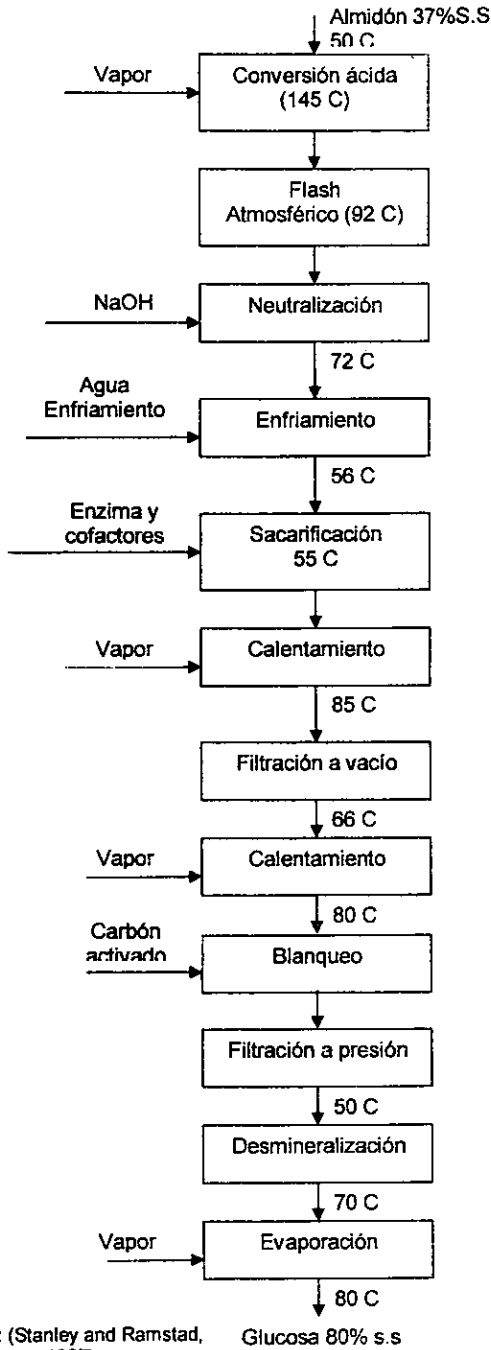 Almidón 37%S.S
50 C
Vapor
Conversión ácida
(145 C)
Flash
Atmosférico (92 C)
NaOH
Neutralización
72 C
Agua
Enfriamiento
Enfriamiento
56 C
Enzima y
cofactores
Sacarificación
55 C
Vapor
Calentamiento
85 C
Filtración a vacío
66 C
Vapor
Calentamiento
80 C
Carbón
activado
Blanqueo
Filtración a presión
50 C
Desmineralización
70 C
Vapor
Evaporación
80 C
(Stanley and Ramstad,
Glucosa 80% s.s